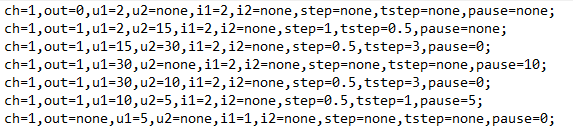 ch=1,out=0,u1=2,u2=none,i1=2,i2=none,step=none,tstep=none,pause=none;
ch=1,out=1,u1=2,u2=15,i1=2,i2=none,step=1,tstep=0.5,pause=none;
ch=1,out=1,u1=15,u2=30,i1=2,i2=none,step=0.5,tstep=3,pause=0;
ch=1,out=1,u1=30,u2=none,i1=2,i2=none,step=none,tstep=none,pause=10;
ch=1,out=1,u1=30,u2=10,i1=2,i2=none,step=0.5,tstep=3,pause=0;
ch=1,out=1,u1=10,u2=5,i1=2,i2=none,step=0.5,tstep=1,pause=5;
ch=1,out=none,u1=5,u2=none,i1=1,i2=none,step=none,tstep=none,pause=0;